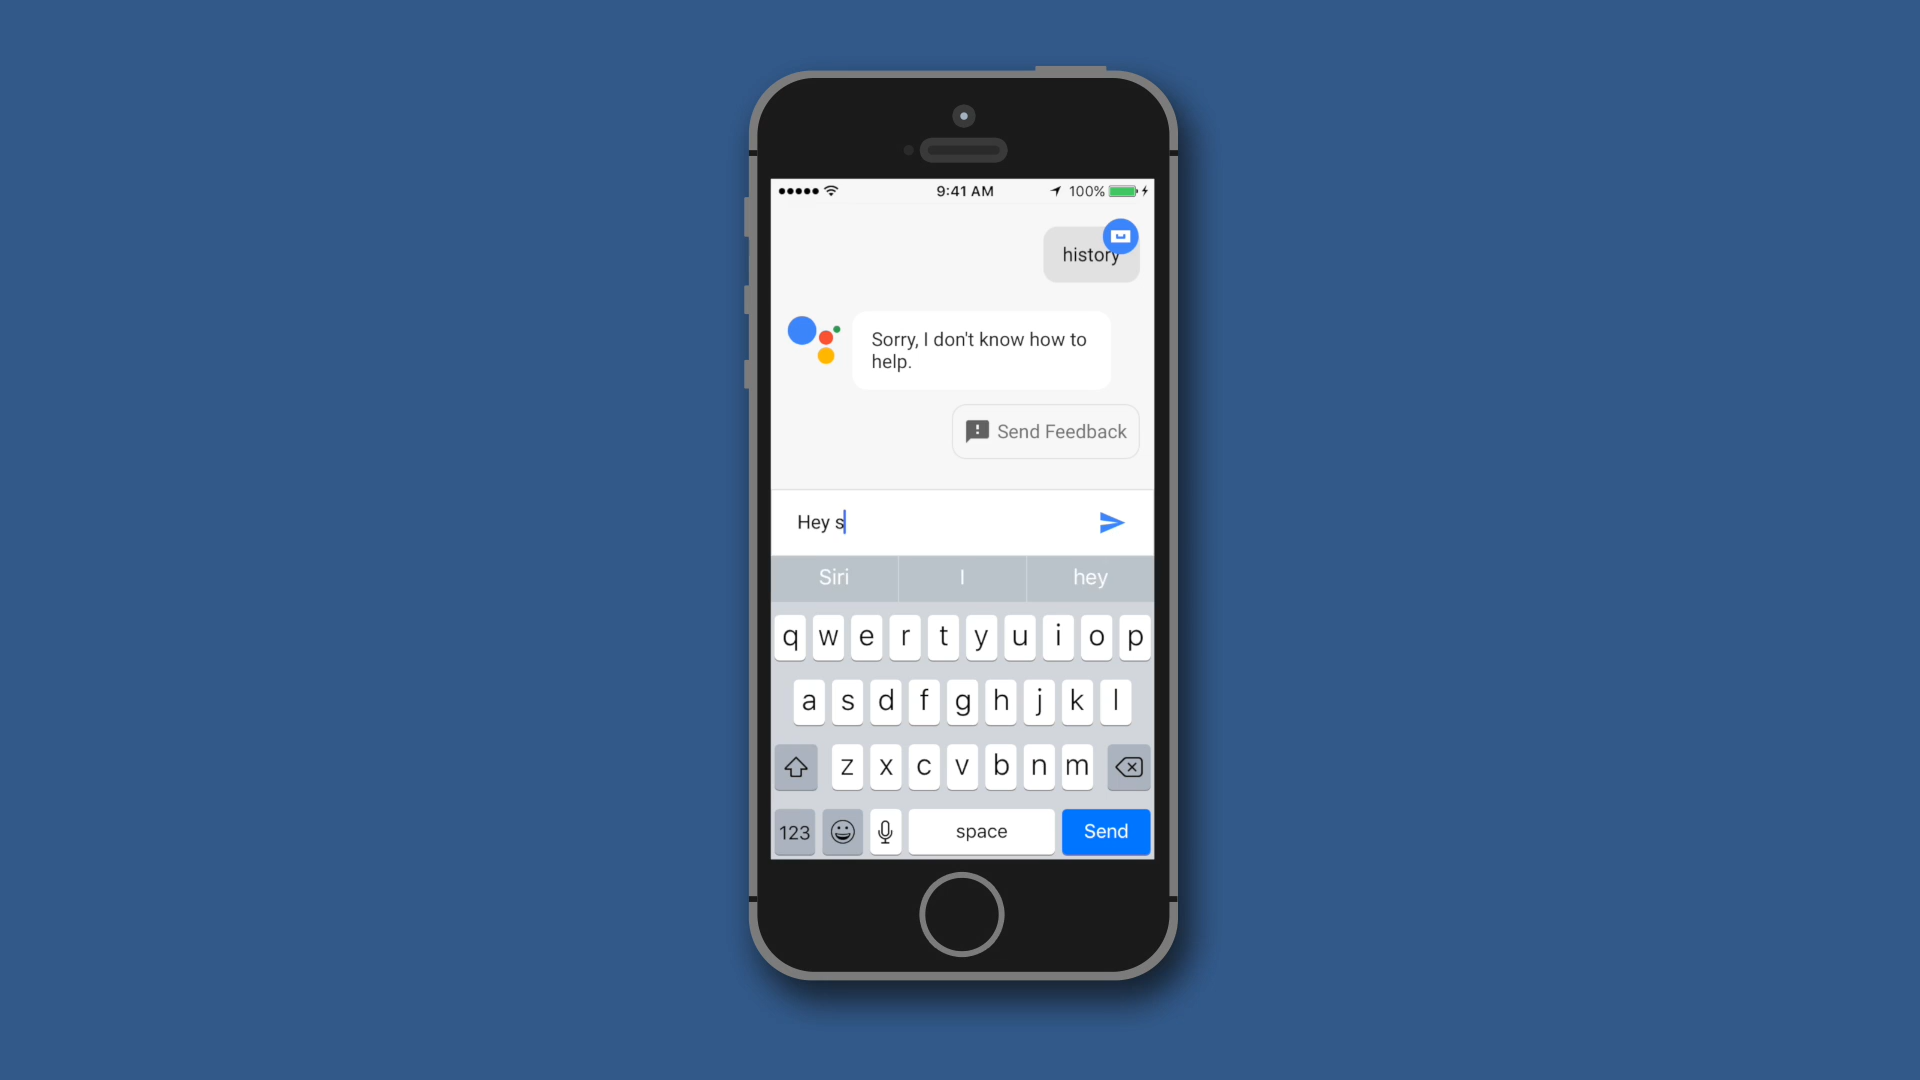 9:41 AM
100%
history
Sorry, I don't know how to
help.
Send Feedback
Hey s
Siri
I
hey
q w e r t y u i o p
a s d f g h j k l
z x c v b n m
123
space
Send